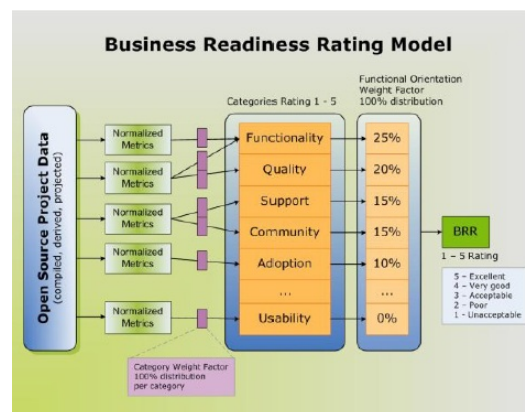 Business Readiness Rating Model
Functional Orientation
Weight Factor
100% distribution
Categories Rating 1 - 5
Open Source Project Data
(compiled, derived, projected)
Normalized
Metrics
Functionality
25%
Normalized
Metrics
Quality
20%
Support
15%
Normalized
Metrics
Community
15%
BRR
Normalized
Metrics
Adoption
10%
1 – 5 Rating
...
...
5 – Excellent
4 – Very good
3 – Acceptable
2 – Poor
1 - Unacceptable
Normalized
Metrics
Usability
0%
Category Weight Factor
100% distribution
per category